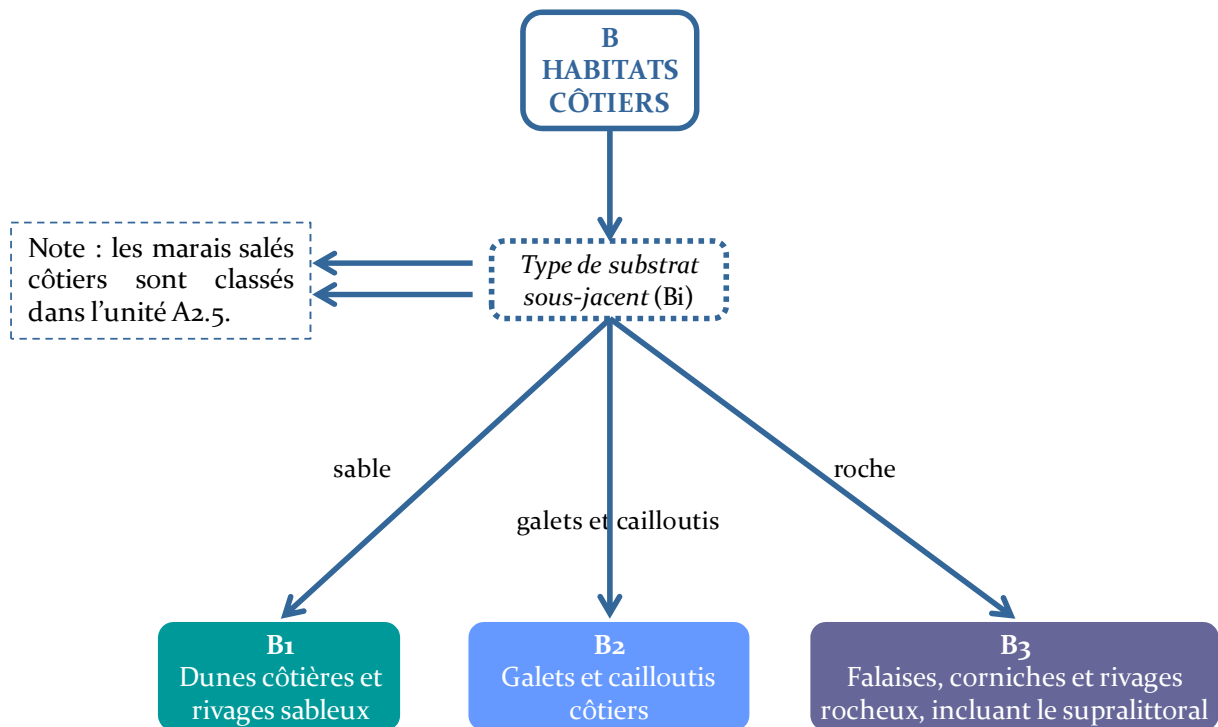 B
HABITATS
CÔTIERS
Note : les marais salés
côtiers sont classés
dans l'unité A2.5.
Type de substrat
sous-jacent (Bi)
sable
roche
galets et cailloutis
B1
Dunes côtières et
rivages sableux
B2
Galets et cailloutis
côtiers
B3
Falaises, corniches et rivages
rocheux, incluant le supralittoral